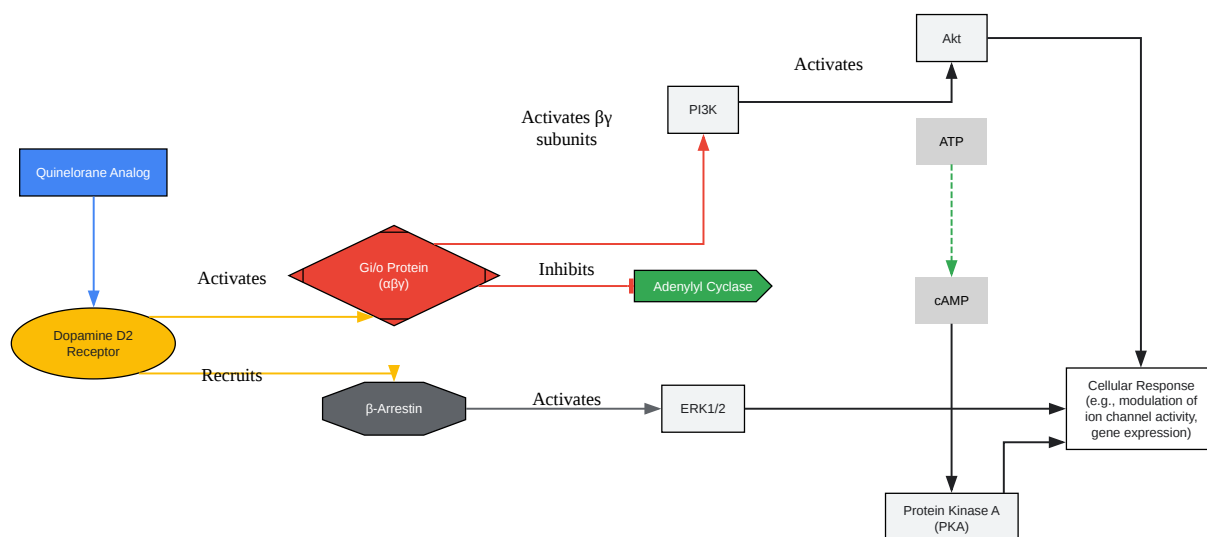 Akt
Activates
PI3K
Activates βγ
subunits
ATP
Quinelorane Analog
Gi/o Protein
(αβγ)
Activates
Inhibits
Adenylyl Cyclase
cAMP
Dopamine D2
Receptor
Recruits
β-Arrestin
Activates
ERK1/2
Cellular Response
(e.g., modulation of
ion channel activity,
gene expression)
Protein Kinase A
(PKA)